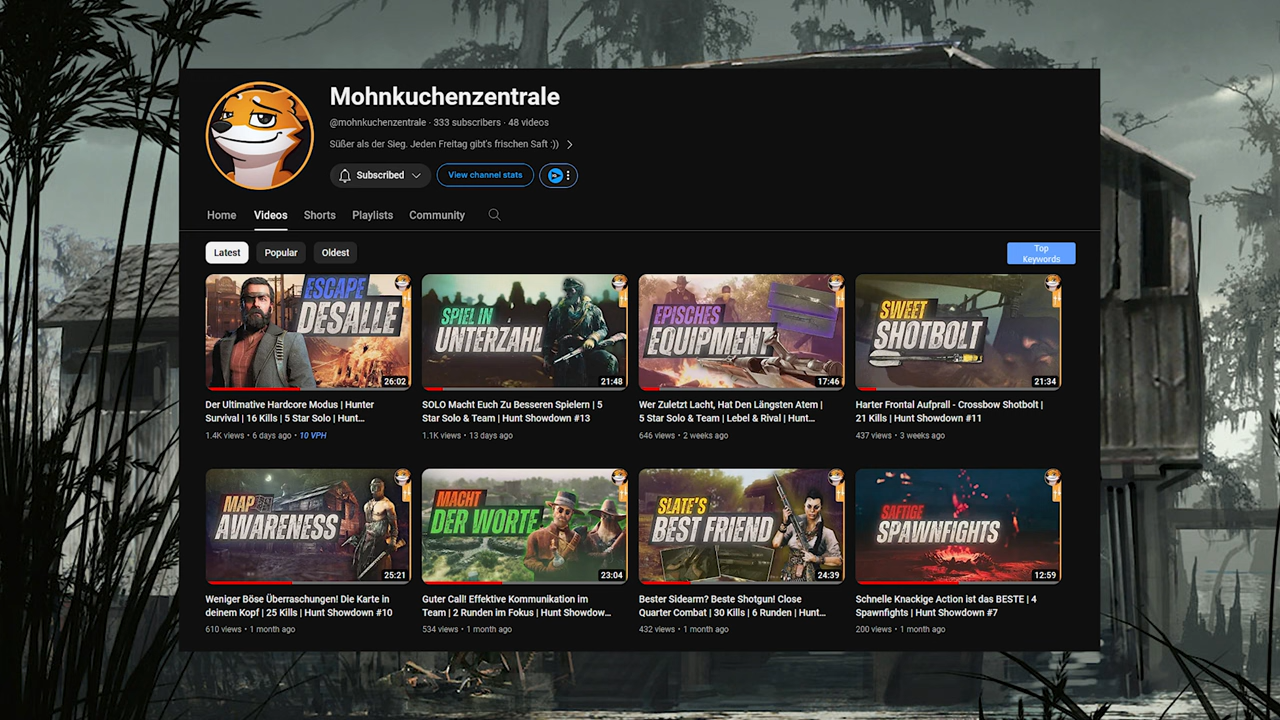 Mohnkuchenzentrale
@mohnkuchenzentrale · 333 subscribers · 48 videos
Süßer als der Sieg. Jeden Freitag gibt's frischen Saft :))
Subscribed
View channel stats
Home Videos Shorts Playlists Community
Latest Popular Oldest
Top
Keywords
ESCAPE
DESALLE
26:02
SPIEL IN
UNTERZAHL
21:48
EPISCHES
EQUIPMENT
17:46
SWEET
SHOTBOLT
21:34
Der Ultimative Hardcore Modus | Hunter
Survival | 16 Kills | 5 Star Solo | Hunt...
1.4K views • 6 days ago • 10 VPH
SOLO Macht Euch Zu Besseren Spielern | 5
Star Solo & Team | Hunt Showdown #13
1.1K views • 13 days ago
Wer Zuletzt Lacht, Hat Den Längsten Atem |
5 Star Solo & Team | Lebel & Rival | Hunt...
646 views • 2 weeks ago
Harter Frontal Aufprall - Crossbow Shotbolt |
21 Kills | Hunt Showdown #11
437 views • 3 weeks ago
MAP
AWARENESS
25:21
MACHT
DER WORTE
23:04
SLATE'S
BEST FRIEND
24:39
SAFTIGE
SPAWNFIGHTS
12:59
Weniger Böse Überraschungen! Die Karte in
deinem Kopf | 25 Kills | Hunt Showdown #10
610 views • 1 month ago
Guter Call! Effektive Kommunikation im
Team | 2 Runden im Fokus | Hunt Showdow...
534 views • 1 month ago
Bester Sidearm? Beste Shotgun! Close
Quarter Combat | 30 Kills | 6 Runden | Hunt...
432 views • 1 month ago
Schnelle Knackige Action ist das BESTE | 4
Spawnfights | Hunt Showdown #7
200 views • 1 month ago